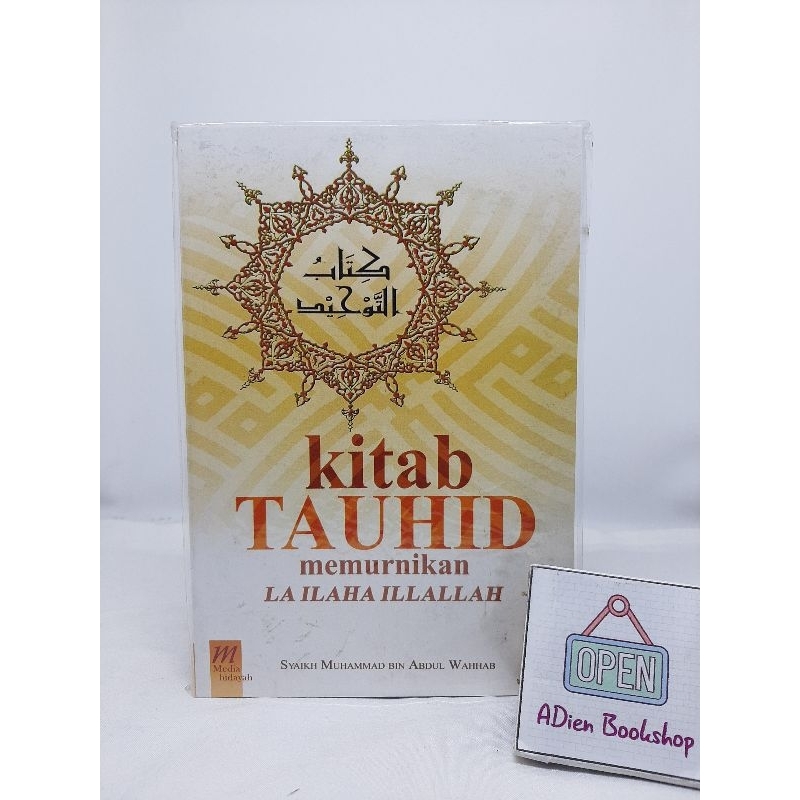 كِتَابُ
التَّوْحِيْدِ
kitab
TAUHID
memurnikan
LA ILAHA ILLALLAH
SYAIKH MUHAMMAD BIN ABDUL WAHHAB
m
Media
hidayah
OPEN
ADien Bookshop